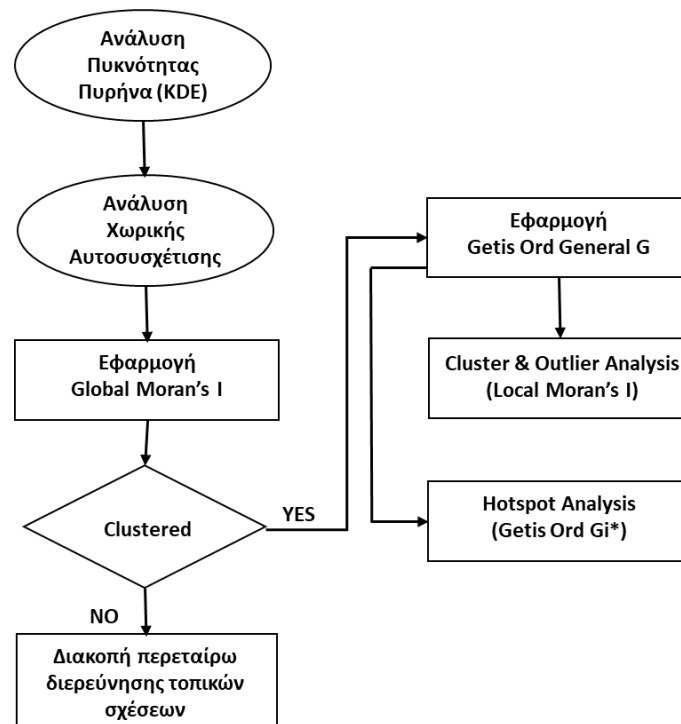 Ανάλυση
Πυκνότητας
Πυρήνα (KDE)
Ανάλυση
Χωρικής
Αυτοσυσχέτισης
Εφαρμογή
Global Moran's I
Clustered
YES
NO
Διακοπή περεταίρω
διερεύνησης τοπικών
σχέσεων
Εφαρμογή
Getis Ord General G
Cluster & Outlier Analysis
(Local Moran's I)
Hotspot Analysis
(Getis Ord Gi*)